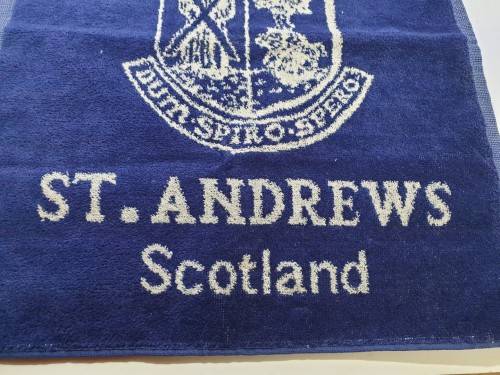 DUM·SPIRO·SPERO·
ST. ANDREWS
Scotland